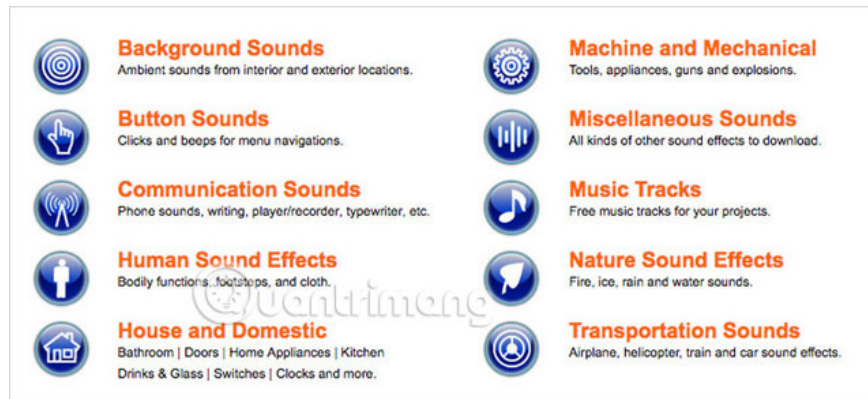 Background Sounds
Ambient sounds from interior and exterior locations.
Button Sounds
Clicks and beeps for menu navigations.
Communication Sounds
Phone sounds, writing, player/recorder, typewriter, etc.
Human Sound Effects
Bodily functions, footsteps, and cloth.
House and Domestic
Bathroom | Doors | Home Appliances | Kitchen
Drinks & Glass | Switches | Clocks and more.
Machine and Mechanical
Tools, appliances, guns and explosions.
Miscellaneous Sounds
All kinds of other sound effects to download.
Music Tracks
Free music tracks for your projects.
Nature Sound Effects
Fire, ice, rain and water sounds.
Transportation Sounds
Airplane, helicopter, train and car sound effects.
Quantrimang